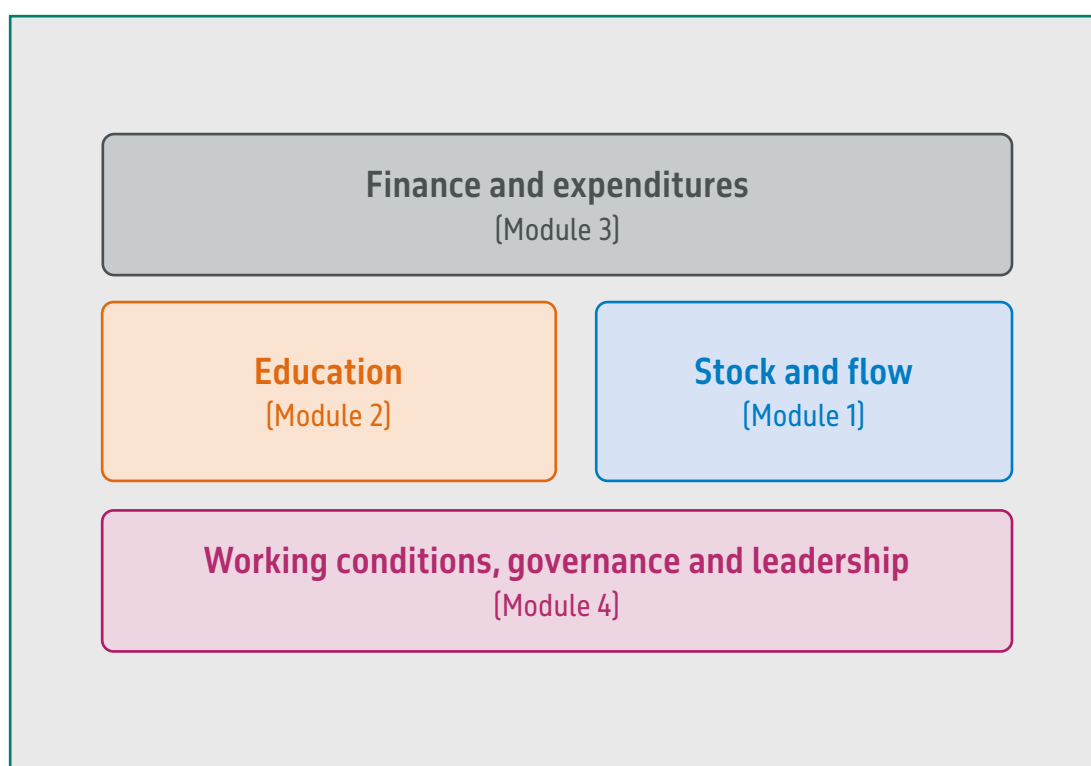 Finance and expenditures
(Module 3)
Education
(Module 2)
Stock and flow
(Module 1)
Working conditions, governance and leadership
(Module 4)